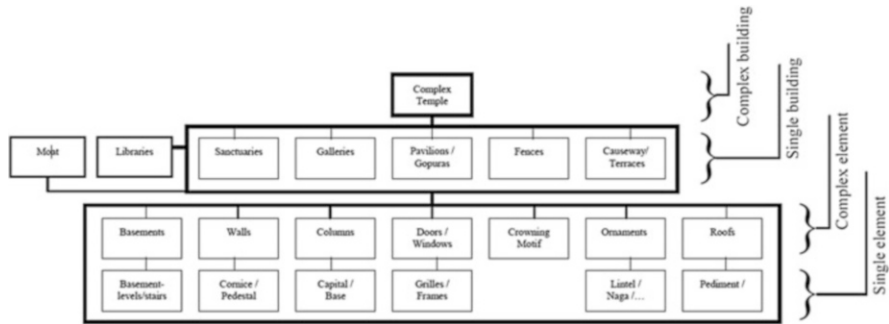 Complex
Temple
Moat
Libraries
Sanctuaries
Galleries
Pavilions /
Gopuras
Fences
Causeway/
Terraces
Basements
Walls
Columns
Doors /
Windows
Crowning
Motif
Ornaments
Roofs
Basement-
levels/stairs
Cornice /
Pedestal
Capital /
Base
Grilles /
Frames
Lintel /
Naga /...
Pediment /
Complex building
Single building
Complex element
Single element